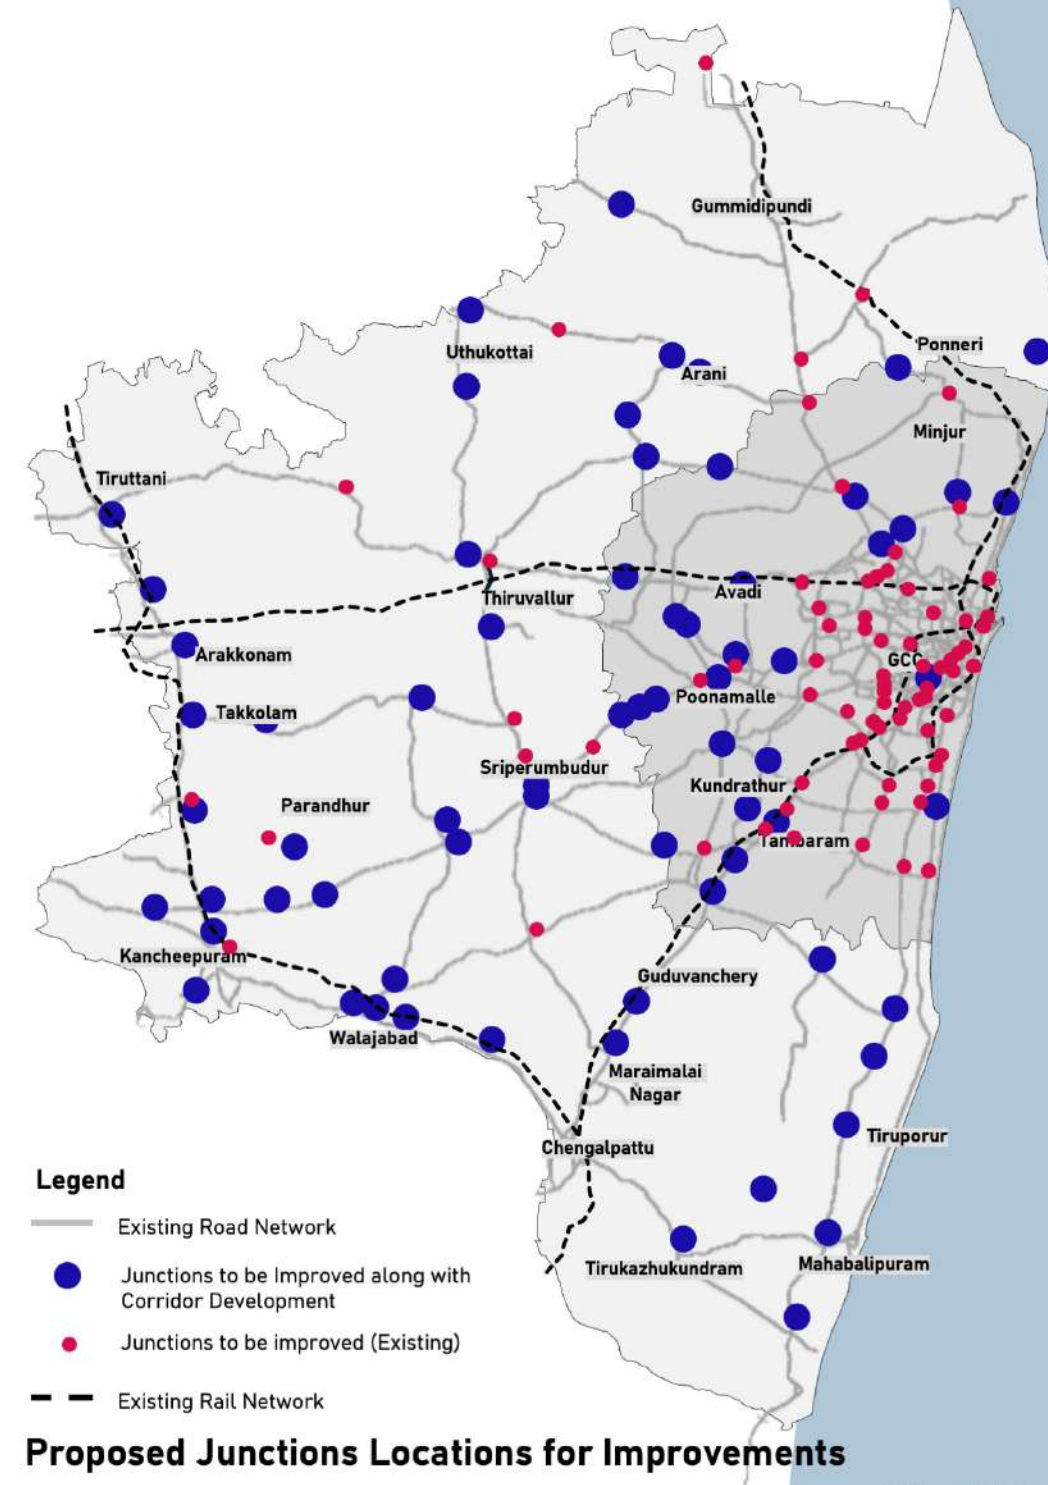 Gummidipundi
Ponneri
Uthukottai
Arani
Minjur
Tiruttani
Avadi
Thiruvallur
Arakkonam
GCC
Poonamalle
Takkolam
Sriperumbudur
Kundrathur
Parandhur
Tambaram
Kancheepuram
Guduvanchery
Walajabad
Maraimalai
Nagar
Tiruporur
Chengalpattu
Mahabalipuram
Tirukazhukundram
Legend
Existing Road Network
Junctions to be Improved along with
Corridor Development
Junctions to be improved (Existing)
Existing Rail Network
Proposed Junctions Locations for Improvements